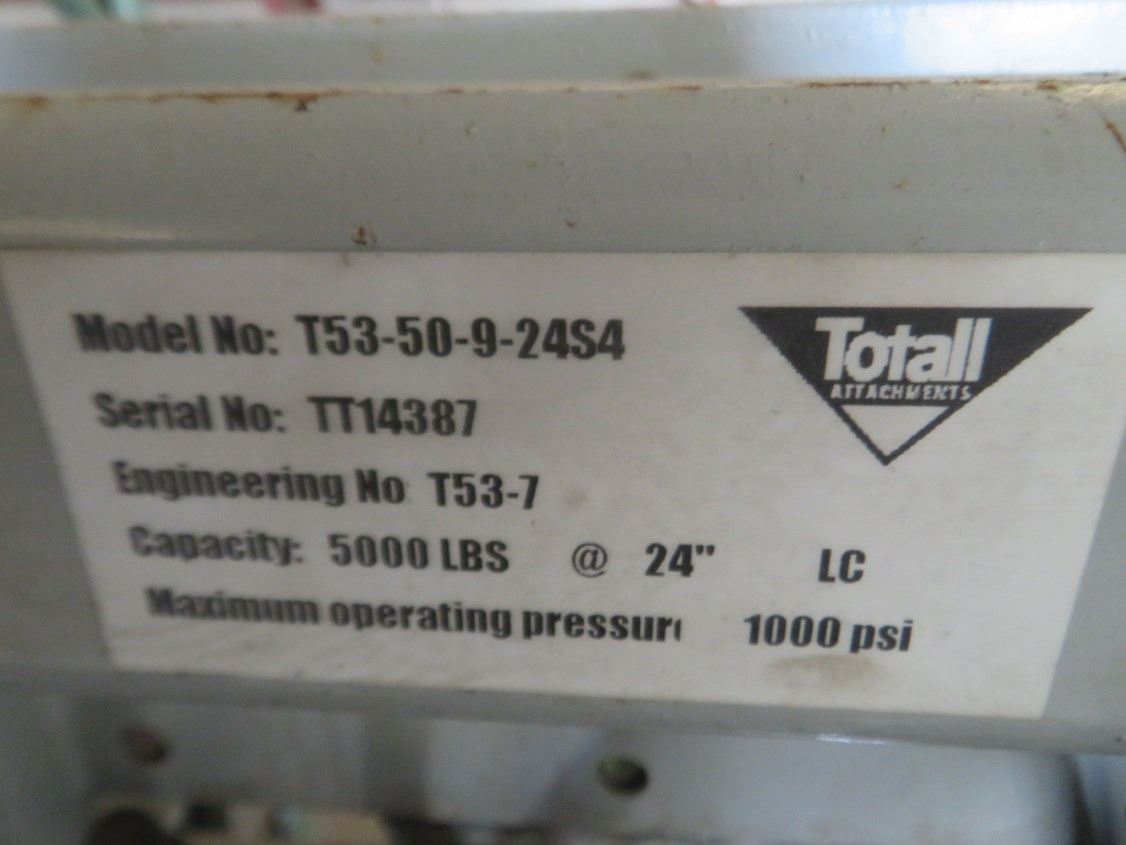 Model No: T53-50-9-24S4
Serial No: TT14387
Engineering No T53-7
Capacity: 5000 LBS @ 24" LC
Maximum operating pressure 1000 psi
Totall
ATTACHMENTS